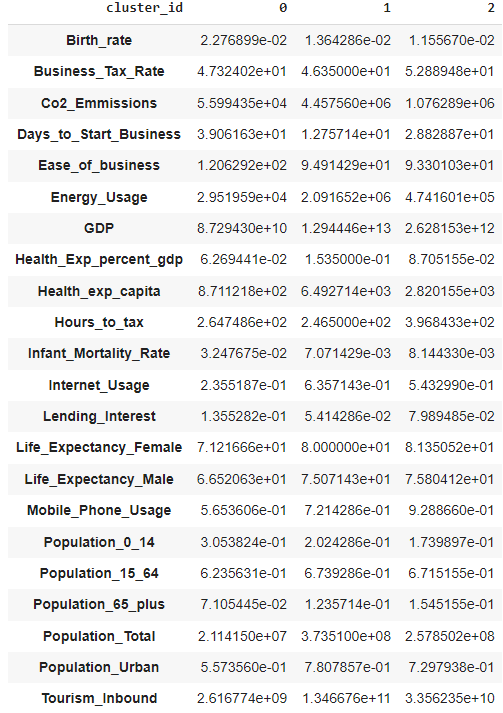 cluster_id 0 1 2
Birth_rate 2.276899e-02 1.364286e-02 1.155670e-02
Business_Tax_Rate 4.732402e+01 4.635000e+01 5.288948e+01
Co2_Emmissions 5.599435e+04 4.457560e+06 1.076289e+06
Days_to_Start_Business 3.906163e+01 1.275714e+01 2.882887e+01
Ease_of_business 1.206292e+02 9.491429e+01 9.330103e+01
Energy_Usage 2.951959e+04 2.091652e+06 4.741601e+05
GDP 8.729430e+10 1.294446e+13 2.628153e+12
Health_Exp_percent_gdp 6.269441e-02 1.535000e-01 8.705155e-02
Health_exp_capita 8.711218e+02 6.492714e+03 2.820155e+03
Hours_to_tax 2.647486e+02 2.465000e+02 3.968433e+02
Infant_Mortality_Rate 3.247675e-02 7.071429e-03 8.144330e-03
Internet_Usage 2.355187e-01 6.357143e-01 5.432990e-01
Lending_Interest 1.355282e-01 5.414286e-02 7.989485e-02
Life_Expectancy_Female 7.121666e+01 8.000000e+01 8.135052e+01
Life_Expectancy_Male 6.652063e+01 7.507143e+01 7.580412e+01
Mobile_Phone_Usage 5.653606e-01 7.214286e-01 9.288660e-01
Population_0_14 3.053824e-01 2.024286e-01 1.739897e-01
Population_15_64 6.235631e-01 6.739286e-01 6.715155e-01
Population_65_plus 7.105445e-02 1.235714e-01 1.545155e-01
Population_Total 2.114150e+07 3.735100e+08 2.578502e+08
Population_Urban 5.573560e-01 7.807857e-01 7.297938e-01
Tourism_Inbound 2.616774e+09 1.346676e+11 3.356235e+10